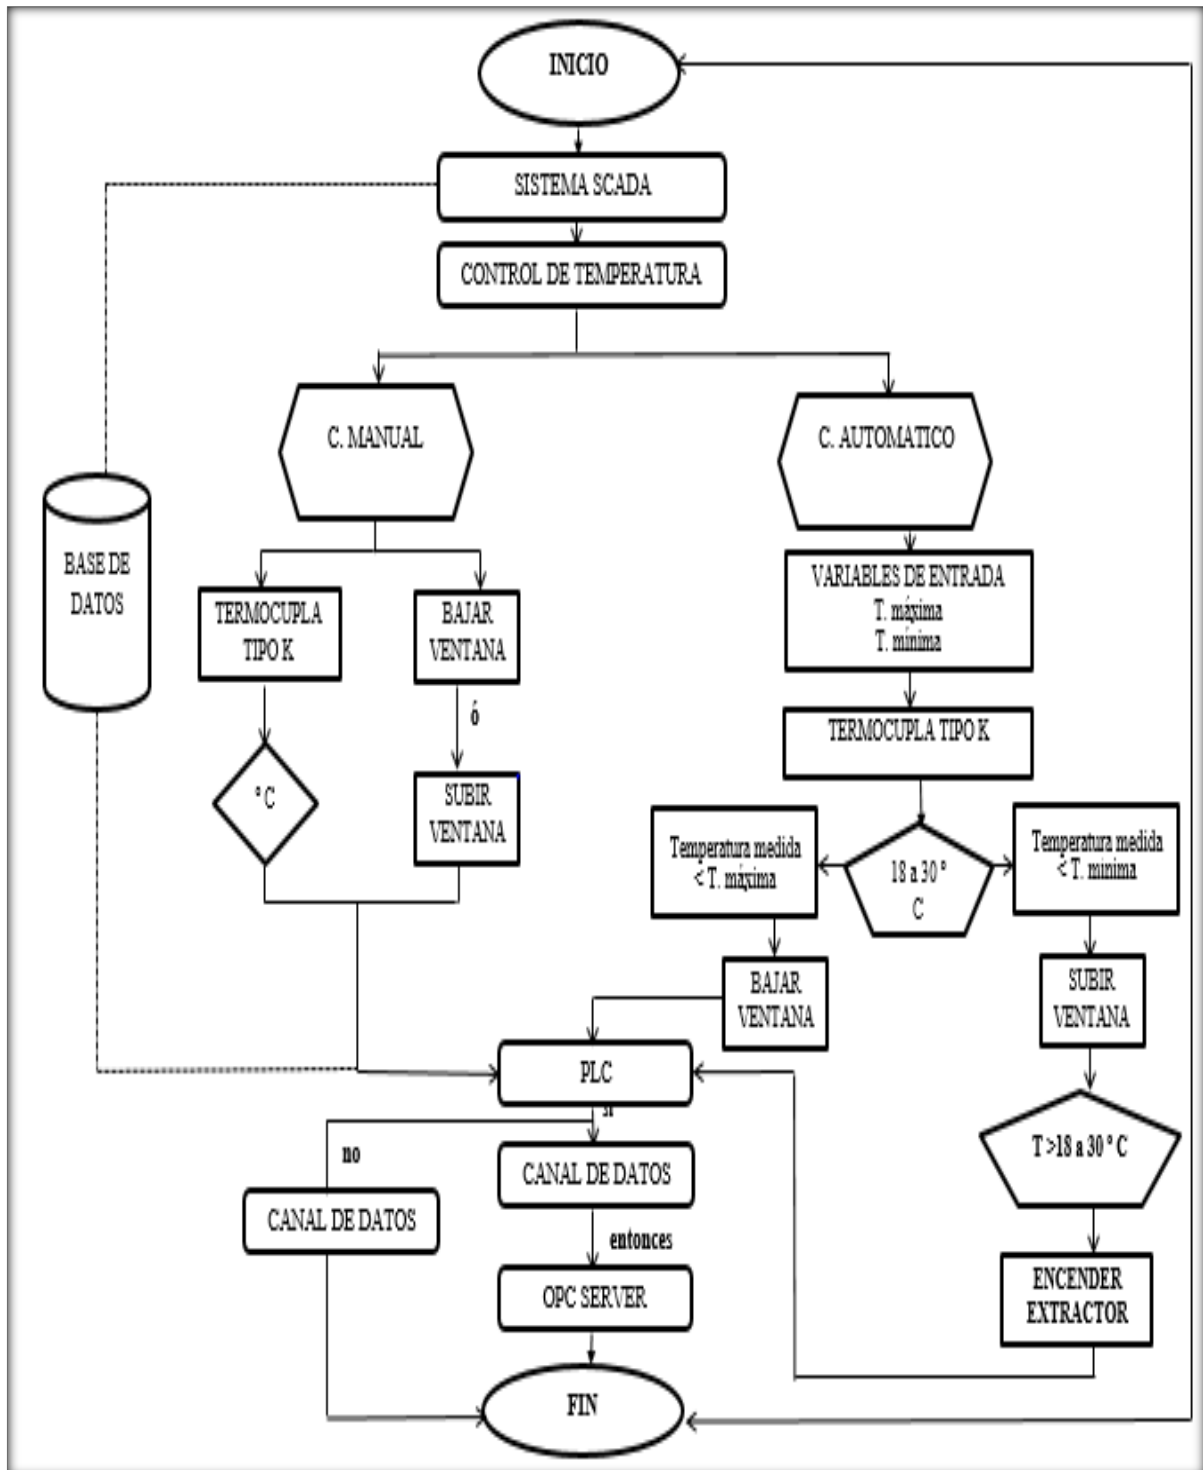 INICIO
SISTEMA SCADA
CONTROL DE TEMPERATURA
C. MANUAL
C. AUTOMATICO
BASE DE
DATOS
TERMOCUPLA
TIPO K
BAJAR
VENTANA
ó
SUBIR
VENTANA
º C
VARIABLES DE ENTRADA
T. máxima
T. mínima
TERMOCUPLA TIPO K
Temperatura medida
< T. máxima
18 a 30 º
C
Temperatura medida
< T. minima
BAJAR
VENTANA
SUBIR
VENTANA
PLC
si
no
CANAL DE DATOS
CANAL DE DATOS
T >18 a 30 º C
entonces
OPC SERVER
ENCENDER
EXTRACTOR
FIN